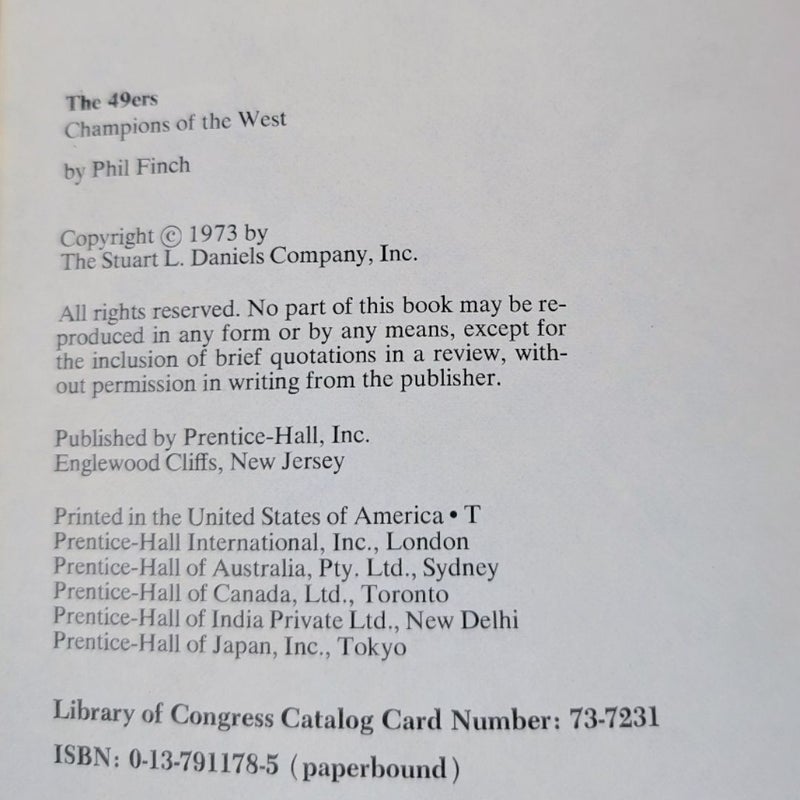 The 49ers
Champions of the West
by Phil Finch
Copyright © 1973 by
The Stuart L. Daniels Company, Inc.
All rights reserved. No part of this book may be re-
produced in any form or by any means, except for
the inclusion of brief quotations in a review, with-
out permission in writing from the publisher.
Published by Prentice-Hall, Inc.
Englewood Cliffs, New Jersey
Printed in the United States of America • T
Prentice-Hall International, Inc., London
Prentice-Hall of Australia, Pty. Ltd., Sydney
Prentice-Hall of Canada, Ltd., Toronto
Prentice-Hall of India Private Ltd., New Delhi
Prentice-Hall of Japan, Inc., Tokyo
Library of Congress Catalog Card Number: 73-7231
ISBN: 0-13-791178-5 (paperbound)